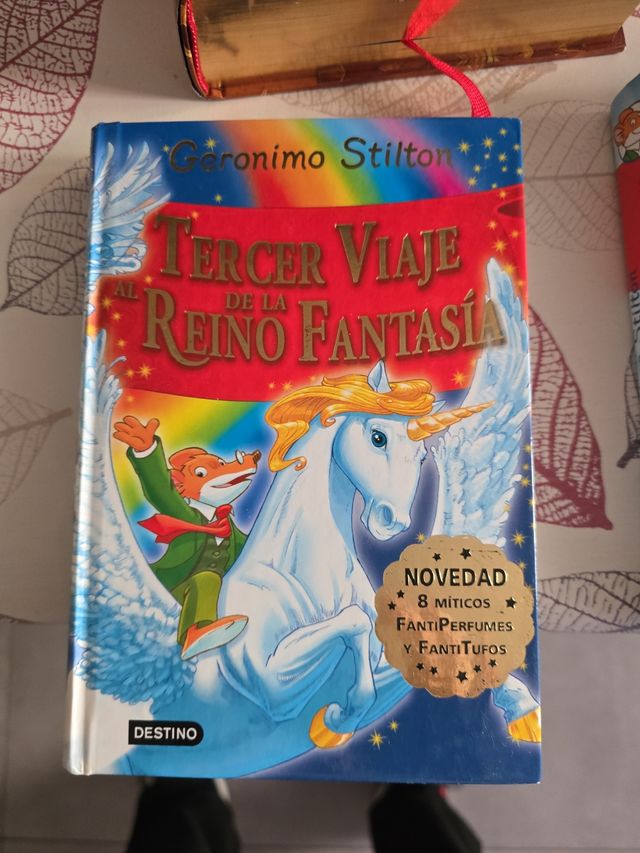 Geronimo Stilton
TERCER VIAJE
AL
DE LA
REINO FANTASÍA
NOVEDAD
8 MÍTICOS
FANTIPERFUMES
Y FANTITUFOS
DESTINO